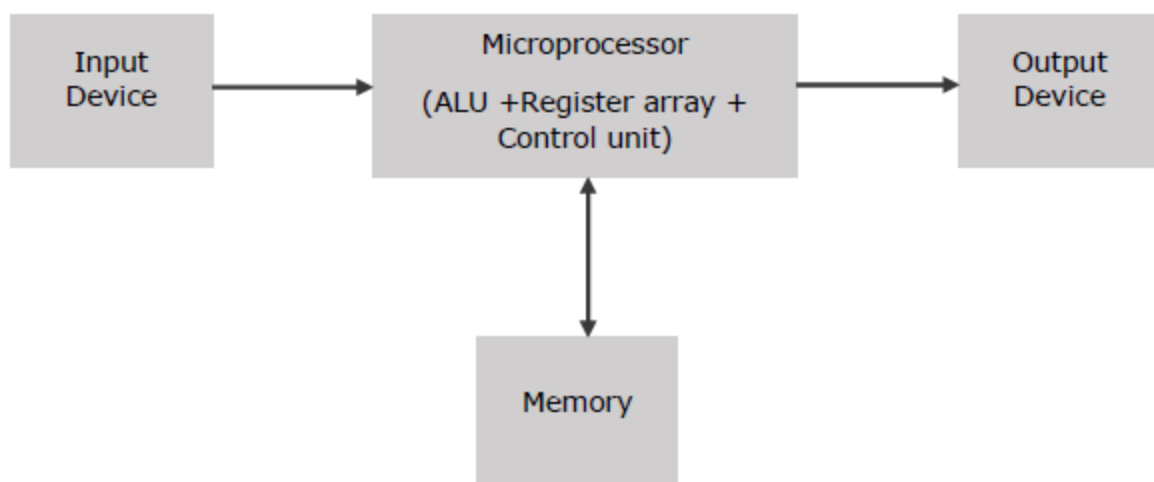 Input
Device
Microprocessor
(ALU +Register array +
Control unit)
Output
Device
Memory